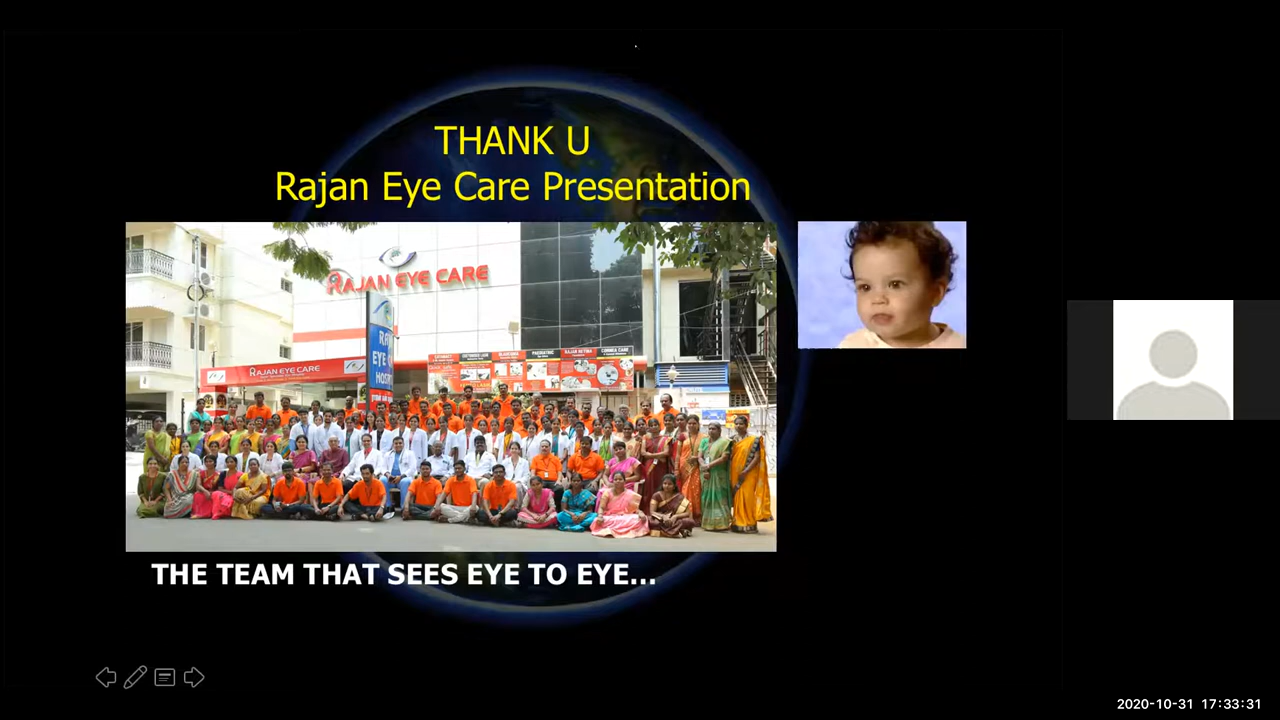 THANK U
Rajan Eye Care Presentation
RAJAN EYE CARE
RAJAN EYE CARE
THE TEAM THAT SEES EYE TO EYE...
2020-10-31 17:33:31